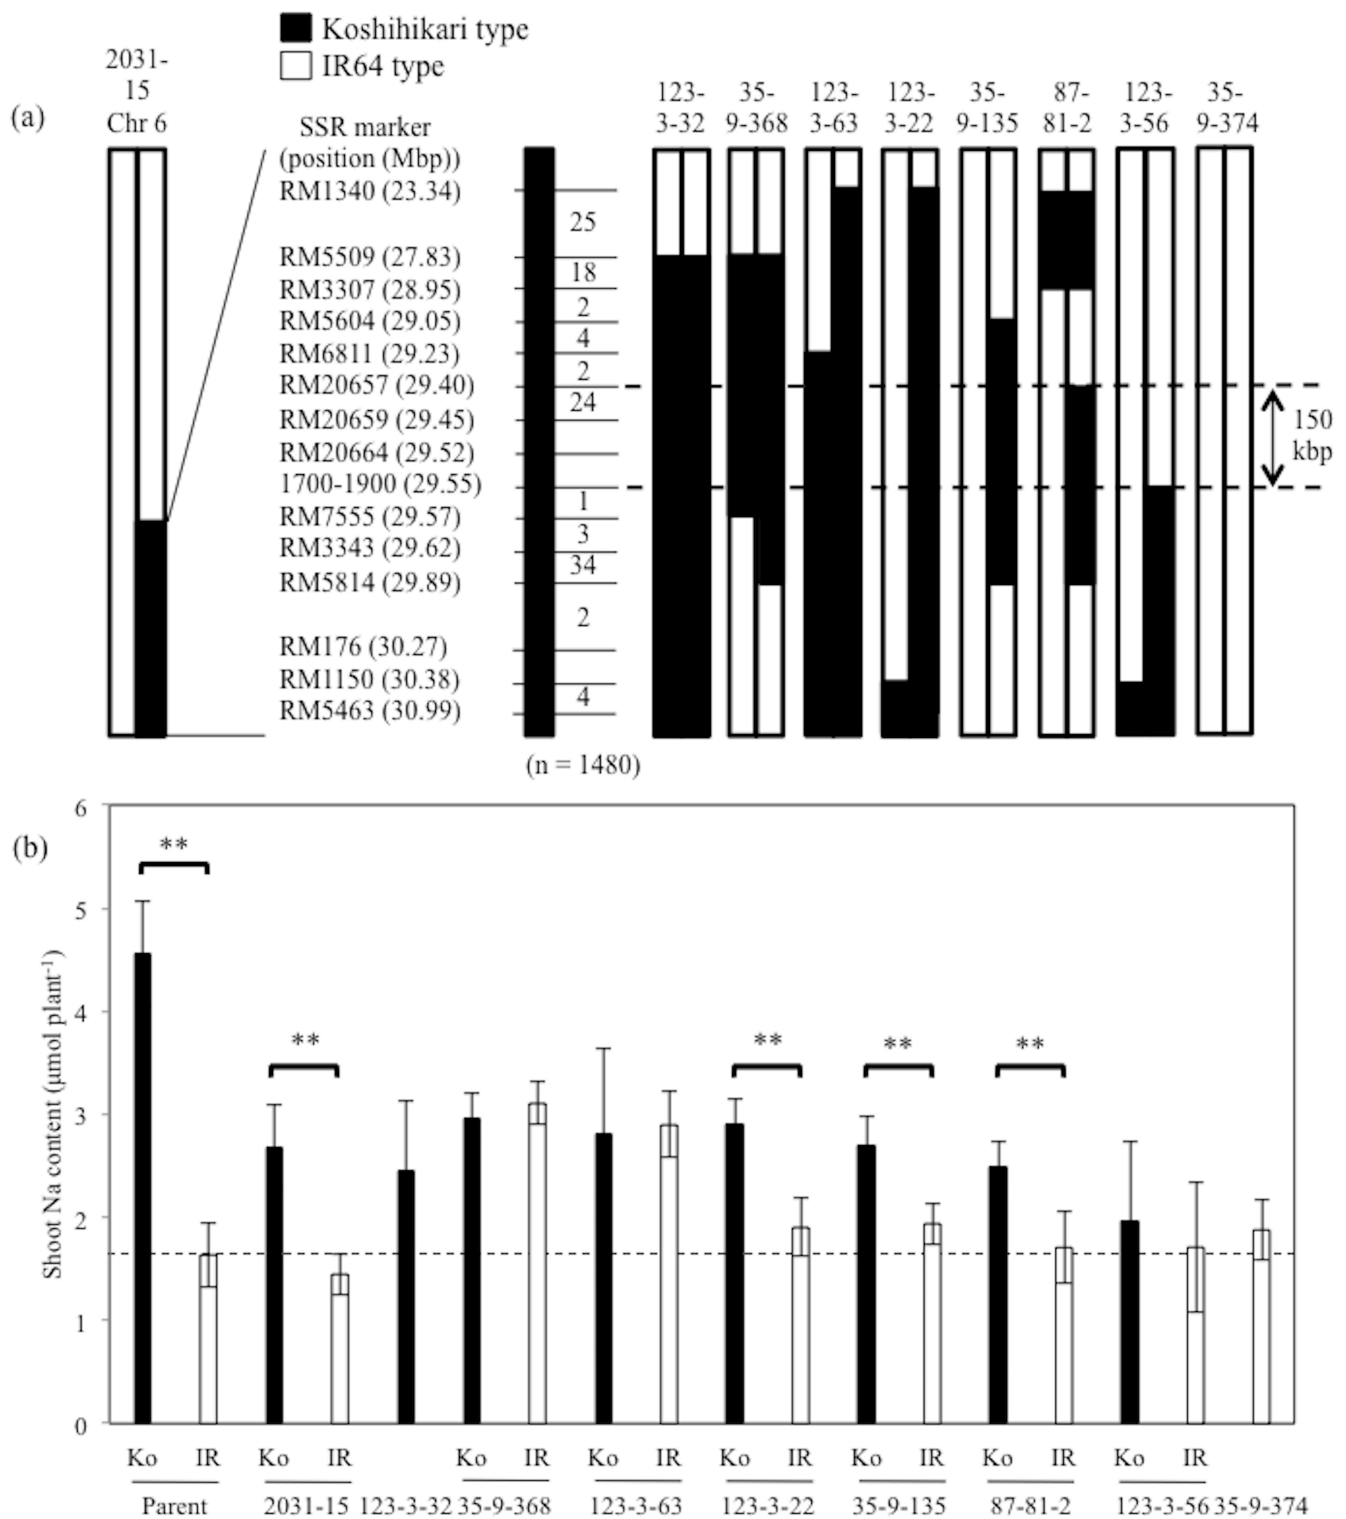 Koshihikari type
IR64 type
(a)
2031-
15
Chr 6
SSR marker
(position (Mbp))
RM1340 (23.34)
RM5509 (27.83)
RM3307 (28.95)
RM5604 (29.05)
RM6811 (29.23)
RM20657 (29.40)
RM20659 (29.45)
RM20664 (29.52)
1700-1900 (29.55)
RM7555 (29.57)
RM3343 (29.62)
RM5814 (29.89)
RM176 (30.27)
RM1150 (30.38)
RM5463 (30.99)
25
18
2
4
2
24
1
3
34
2
4
(n = 1480)
123-
3-32
35-
9-368
123-
3-63
123-
3-22
35-
9-135
87-
81-2
123-
3-56
35-
9-374
150
kbp
(b)
Shoot Na content (µmol plant⁻¹)
6
5
4
3
2
1
0
**
**
**
**
**
Ko IR Ko IR Ko IR Ko IR Ko IR Ko IR Ko IR Ko IR
Parent 2031-15 123-3-32 35-9-368 123-3-63 123-3-22 35-9-135 87-81-2 123-3-56 35-9-374